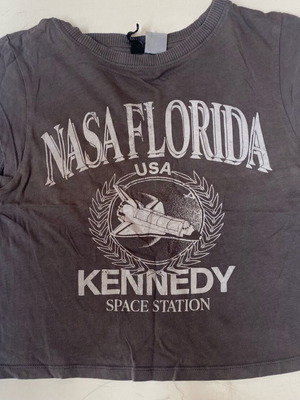 NASA FLORIDA
USA
KENNEDY
SPACE STATION